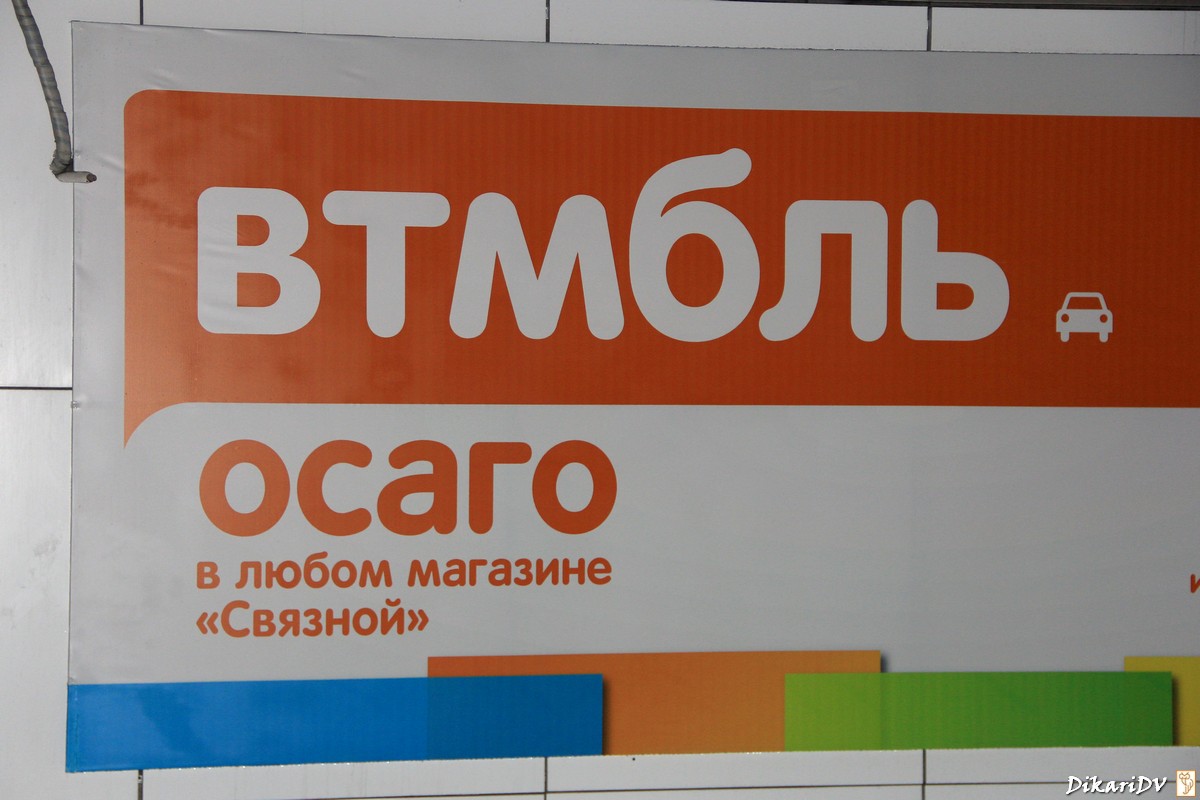 втмбль
осаго
в любом магазине
«Связной»
DikariDV